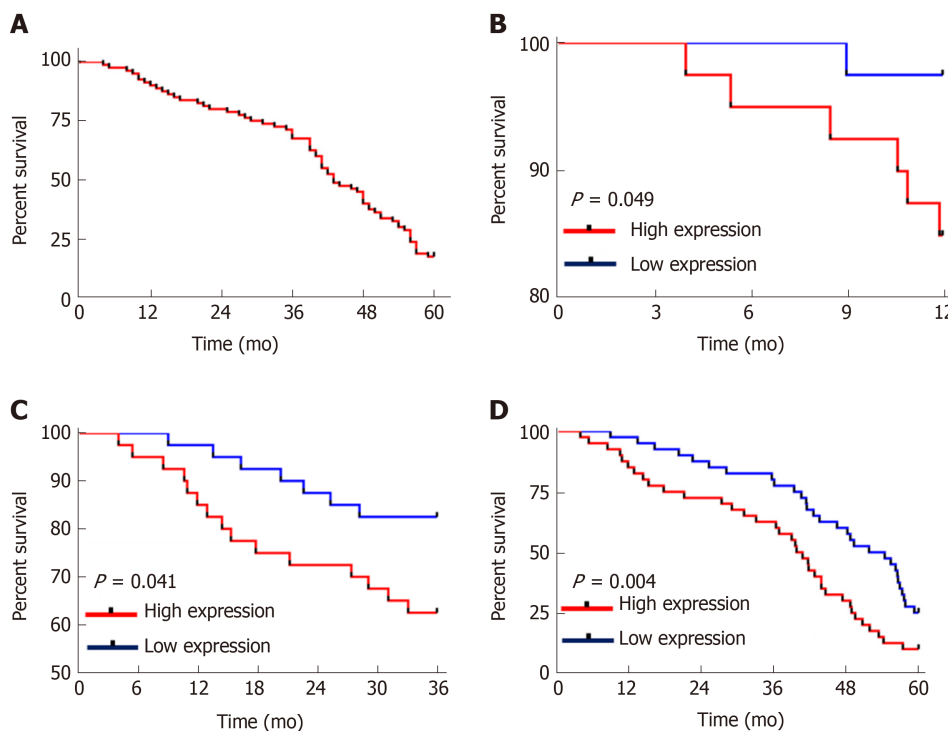 A
Percent survival
100
75
50
25
0
0 12 24 36 48 60
Time (mo)
B
Percent survival
100
90
80
P = 0.049
High expression
Low expression
0 3 6 9 12
Time (mo)
C
Percent survival
100
90
80
70
60
50
P = 0.041
High expression
Low expression
0 6 12 18 24 30 36
Time (mo)
D
Percent survival
100
75
50
25
0
P = 0.004
High expression
Low expression
0 12 24 36 48 60
Time (mo)